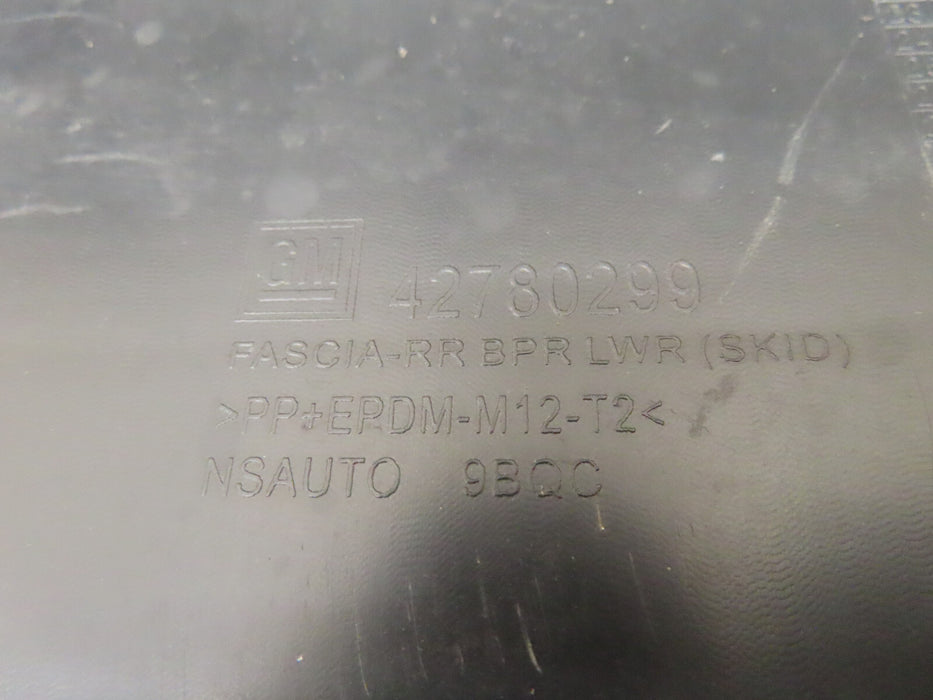 GM 42780299
FASCIA-RR BPR LWR (SKID)
>PP+EPDM-M12-T2<
NSAUTO 9BQC